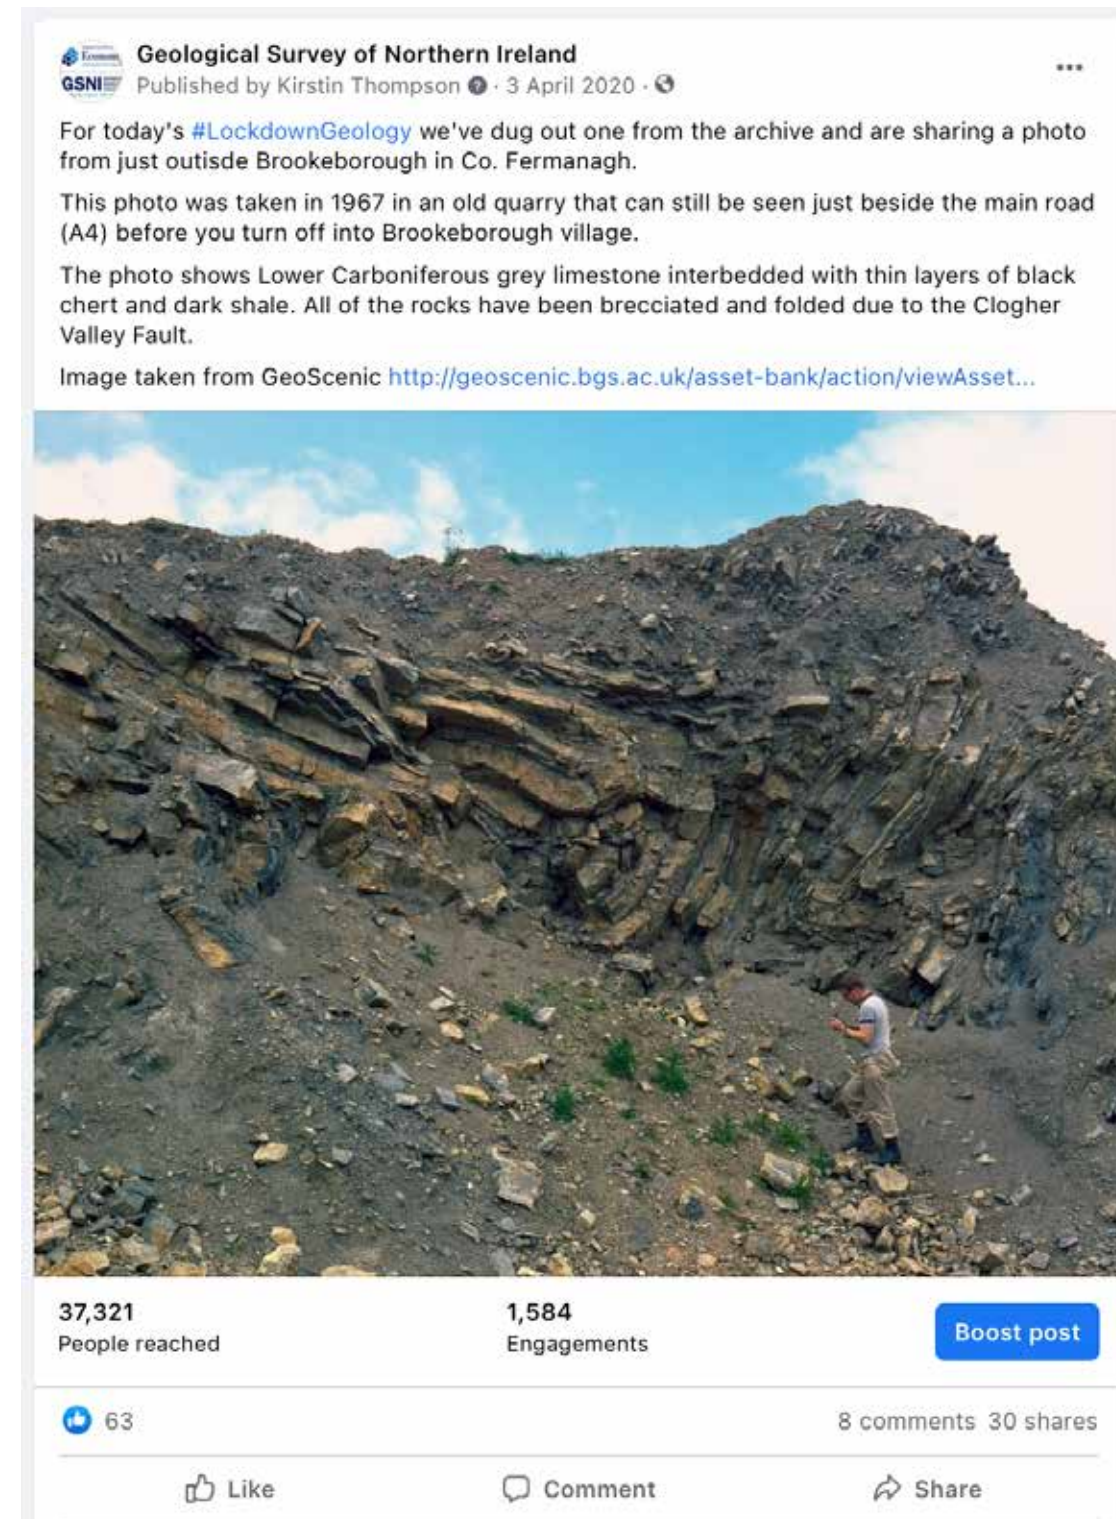 Geological Survey of Northern Ireland
GSNI
Published by Kirstin Thompson · 3 April 2020 ·
For today's #LockdownGeology we've dug out one from the archive and are sharing a photo
from just outisde Brookeborough in Co. Fermanagh.
This photo was taken in 1967 in an old quarry that can still be seen just beside the main road
(A4) before you turn off into Brookeborough village.
The photo shows Lower Carboniferous grey limestone interbedded with thin layers of black
chert and dark shale. All of the rocks have been brecciated and folded due to the Clogher
Valley Fault.
Image taken from GeoScenic http://geoscenic.bgs.ac.uk/asset-bank/action/viewAsset...
37,321
People reached
1,584
Engagements
Boost post
63
8 comments 30 shares
Like
Comment
Share